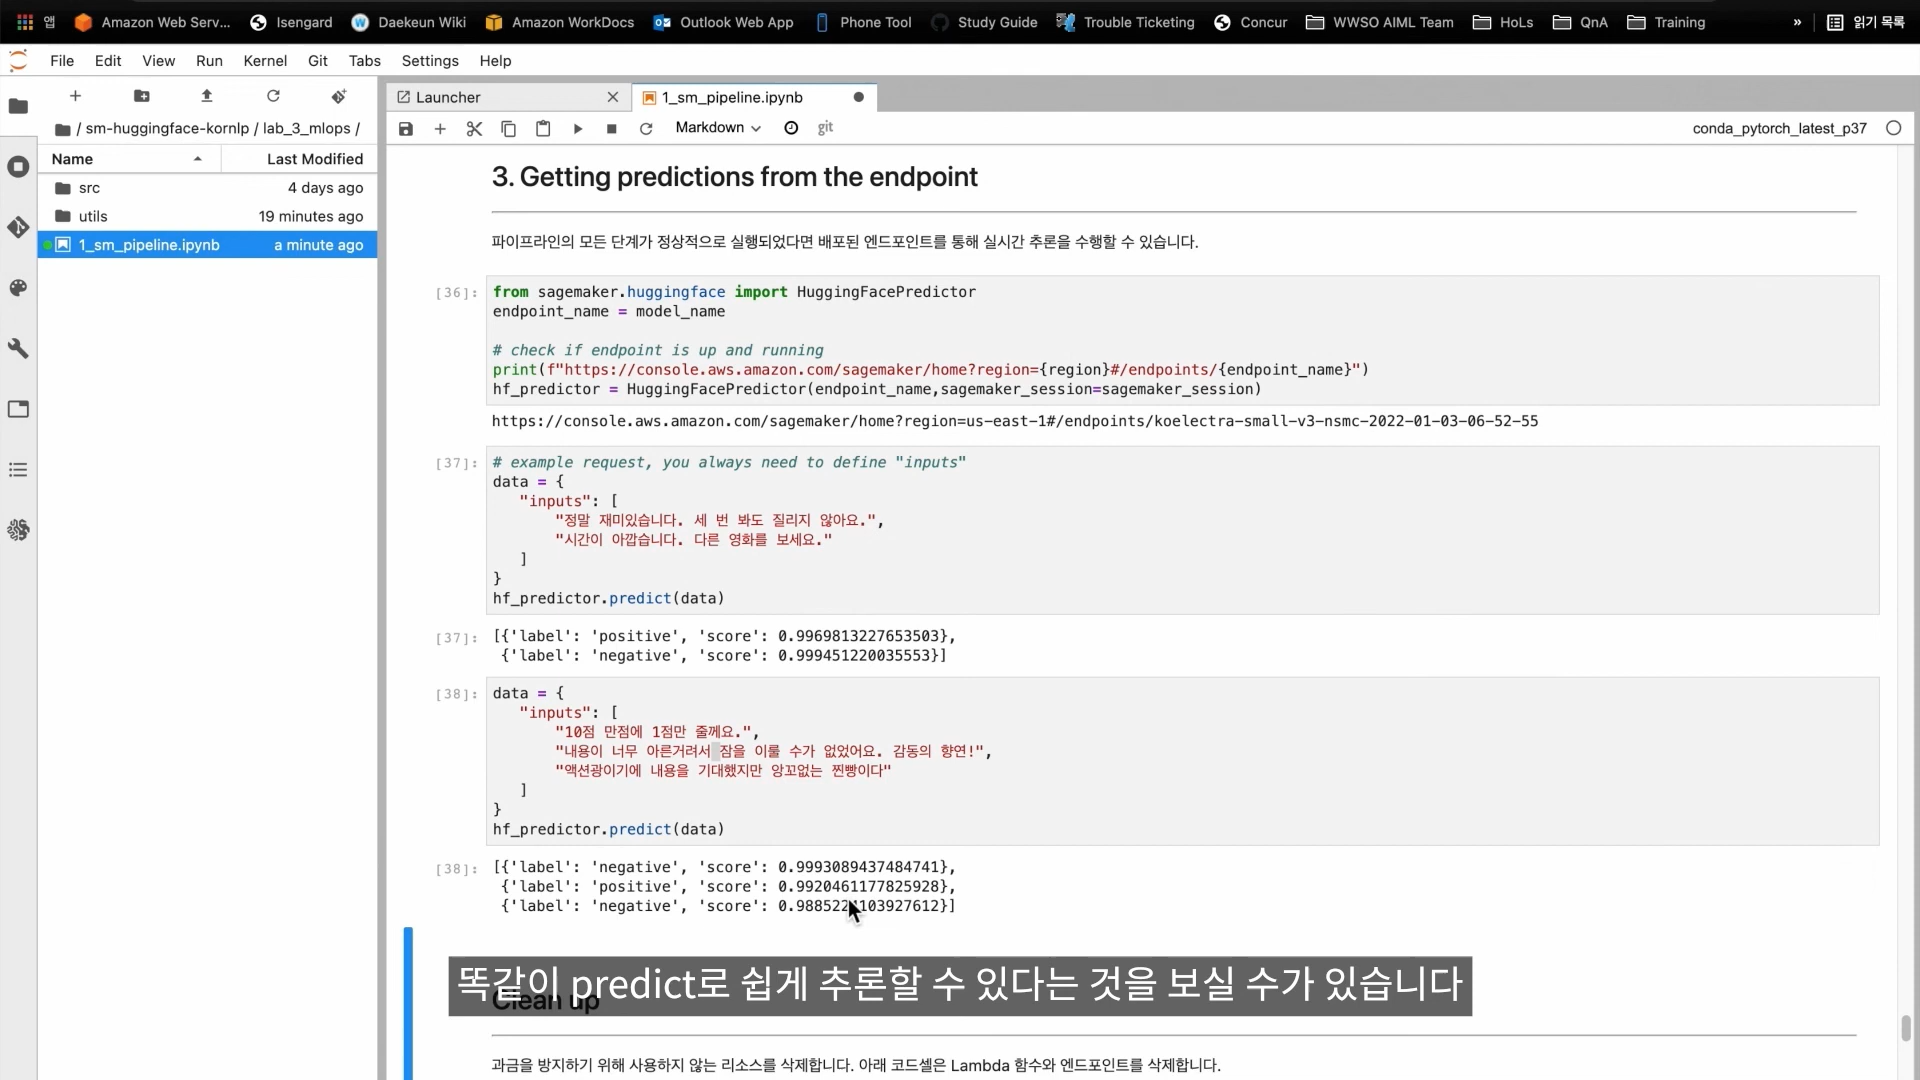 앱 Amazon Web Serv... Isengard Daekeun Wiki Amazon WorkDocs Outlook Web App Phone Tool Study Guide Trouble Ticketing Concur WWSO AIML Team HoLs QnA Training » 읽기 목록
File Edit View Run Kernel Git Tabs Settings Help
Launcher 1_sm_pipeline.ipynb
Markdown git conda_pytorch_latest_p37
/ sm-huggingface-kornlp / lab_3_mlops /
Name Last Modified
src 4 days ago
utils 19 minutes ago
1_sm_pipeline.ipynb a minute ago
3. Getting predictions from the endpoint
파이프라인의 모든 단계가 정상적으로 실행되었다면 배포된 엔드포인트를 통해 실시간 추론을 수행할 수 있습니다.
[36]: from sagemaker.huggingface import HuggingFacePredictor
endpoint_name = model_name
# check if endpoint is up and running
print(f"https://console.aws.amazon.com/sagemaker/home?region={region}#/endpoints/{endpoint_name}")
hf_predictor = HuggingFacePredictor(endpoint_name,sagemaker_session=sagemaker_session)
https://console.aws.amazon.com/sagemaker/home?region=us-east-1#/endpoints/koelectra-small-v3-nsmc-2022-01-03-06-52-55
[37]: # example request, you always need to define "inputs"
data = {
"inputs": [
"정말 재미있습니다. 세 번 봐도 질리지 않아요.",
"시간이 아깝습니다. 다른 영화를 보세요."
]
}
hf_predictor.predict(data)
[37]: [{'label': 'positive', 'score': 0.9969813227653503},
{'label': 'negative', 'score': 0.999451220035553}]
[38]: data = {
"inputs": [
"10점 만점에 1점만 줄께요.",
"내용이 너무 아른거려서 잠을 이룰 수가 없었어요. 감동의 향연!",
"액션광이기에 내용을 기대했지만 앙꼬없는 찐빵이다"
]
}
hf_predictor.predict(data)
[38]: [{'label': 'negative', 'score': 0.9993089437484741},
{'label': 'positive', 'score': 0.9920461177825928},
{'label': 'negative', 'score':
똑같이 predict로 쉽게 추론할 수 있다는 것을 보실 수가 있습니다
Clean up
과금을 방지하기 위해 사용하지 않는 리소스를 삭제합니다. 아래 코드셀은 Lambda 함수와 엔드포인트를 삭제합니다.